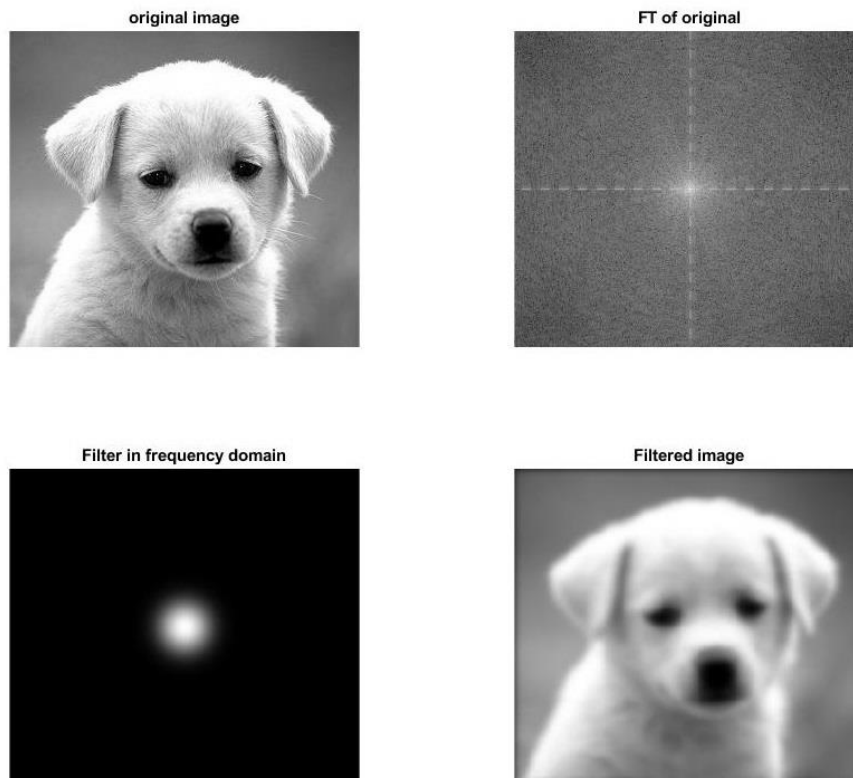 original image
FT of original
Filter in frequency domain
Filtered image